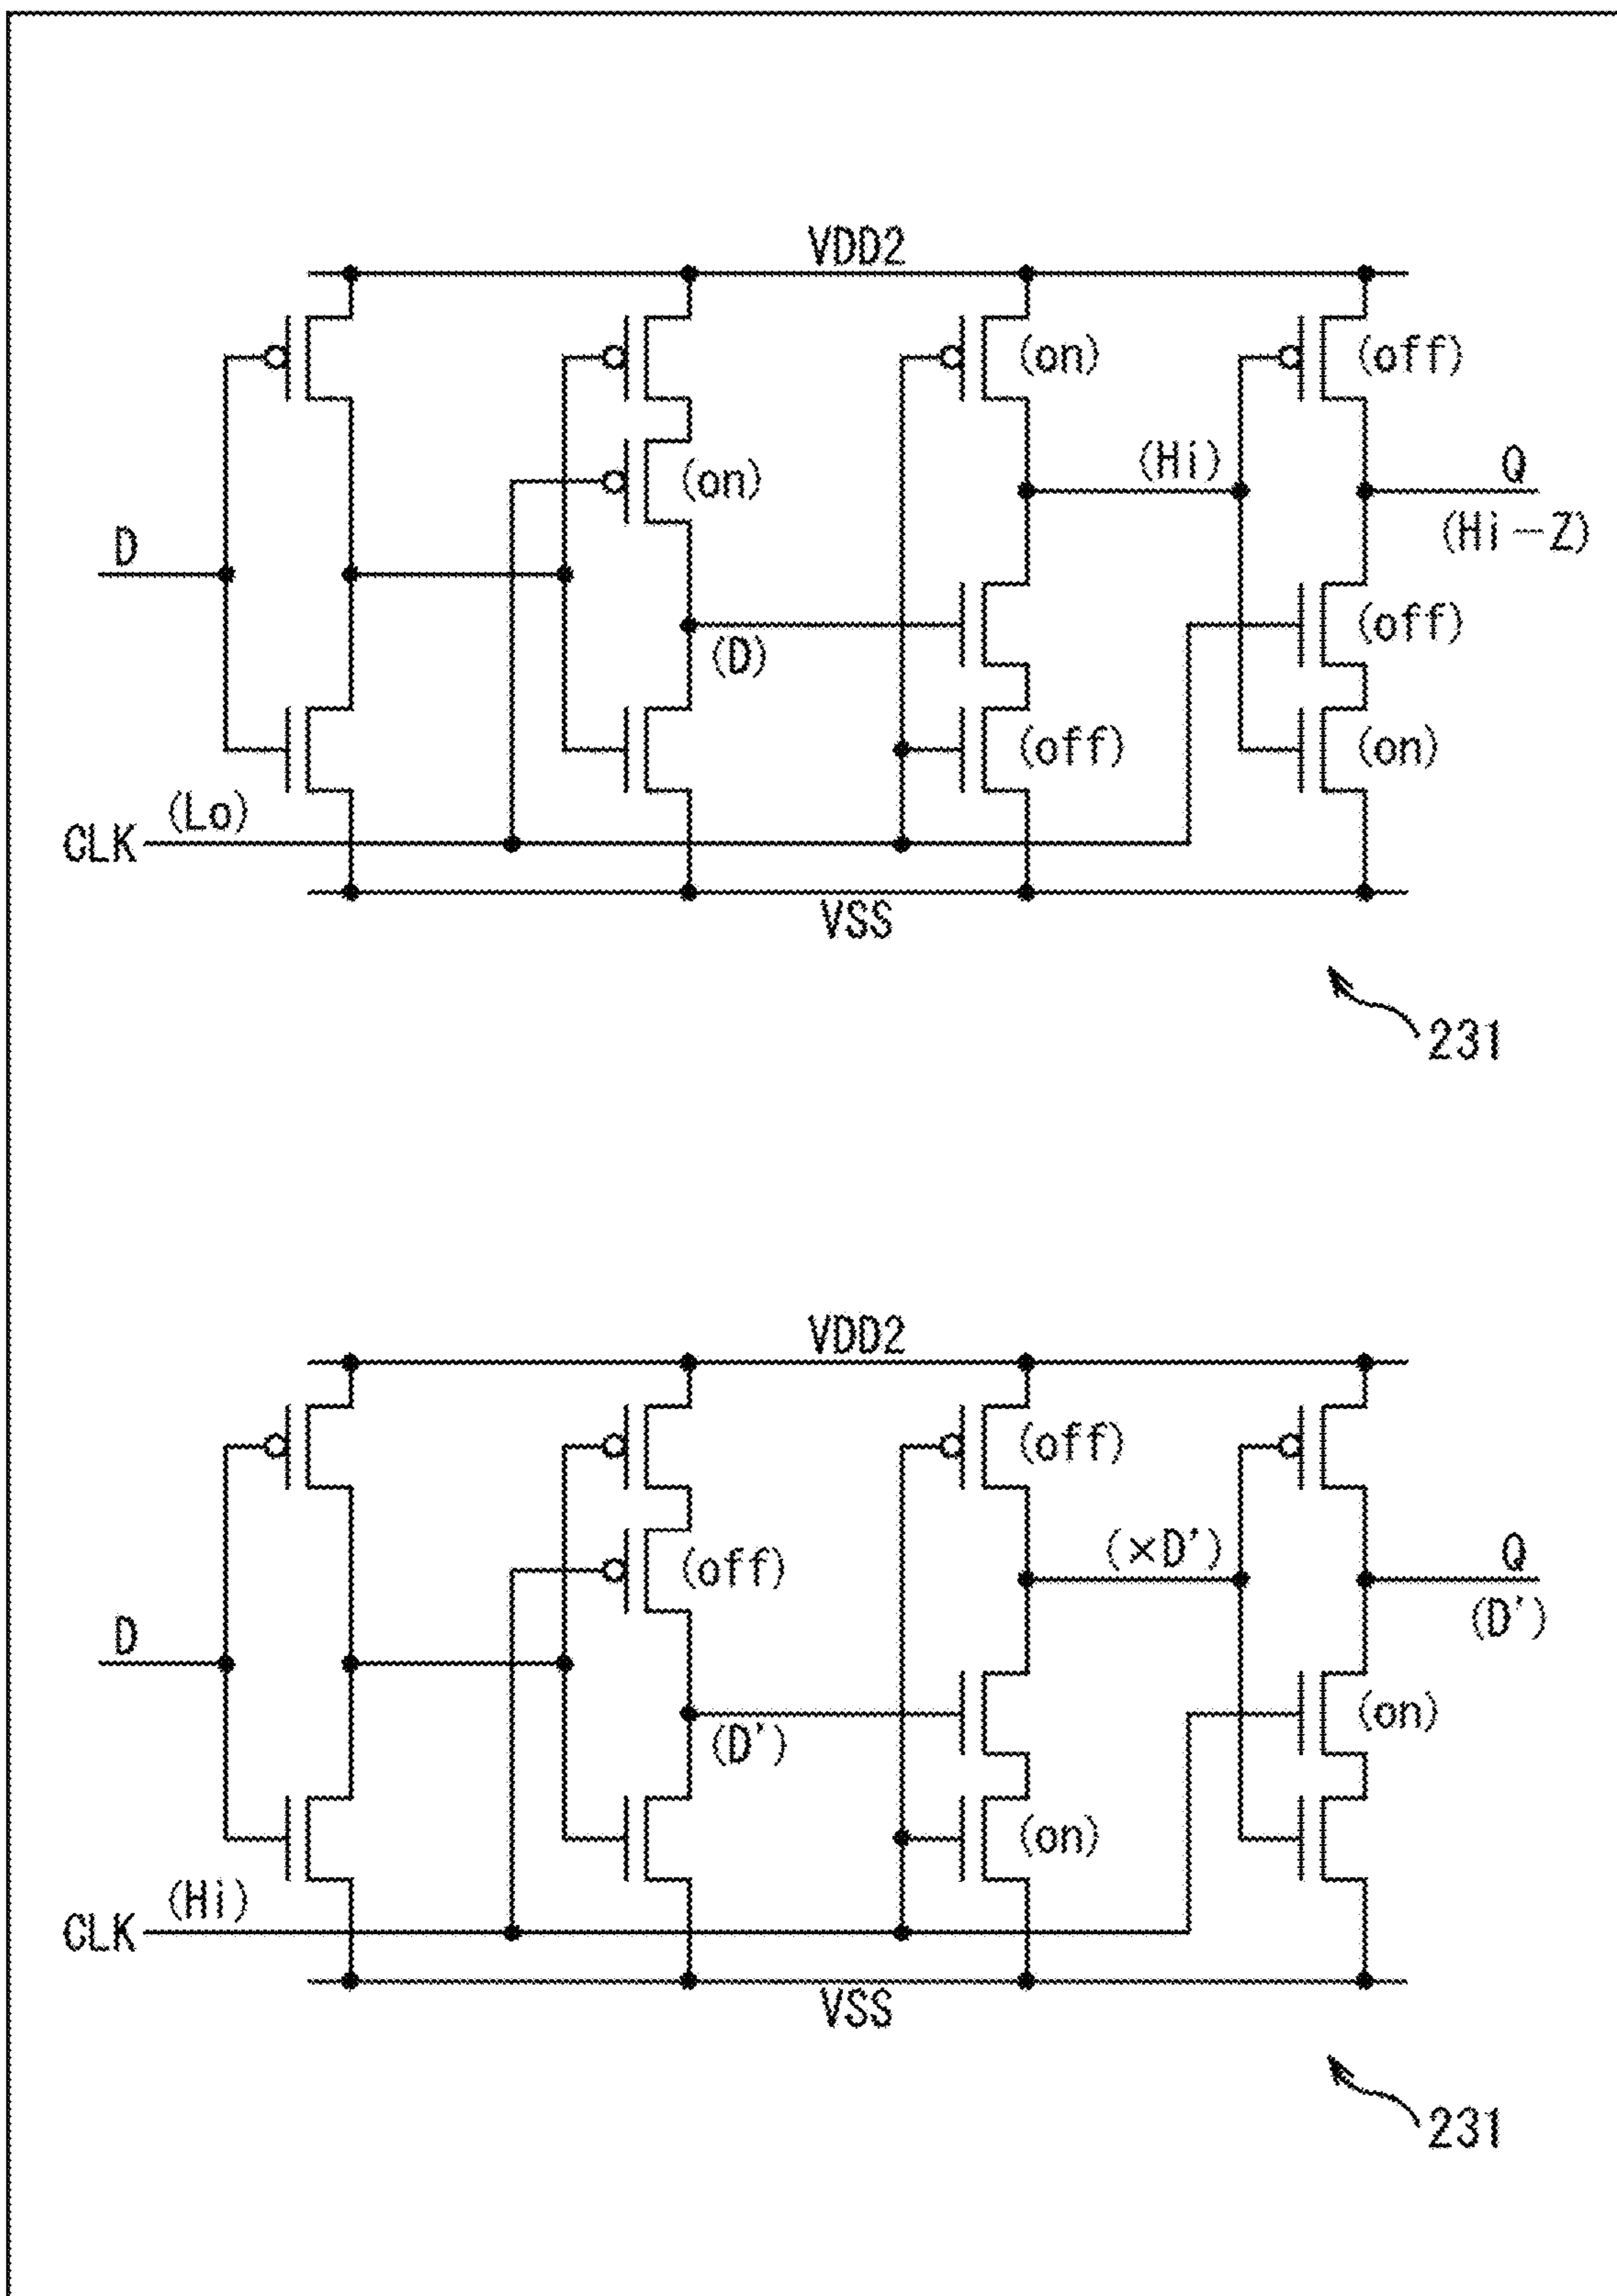 VDD2
(on) (off)
(Hi) Q
(on)
(Hi−Z)
D
(off)
(D)
(off) (on)
(Lo)
CLK
VSS
231
VDD2
(off)
(×D') Q
(off)
(D')
D
(on)
(D')
(on)
(Hi)
CLK
VSS
231